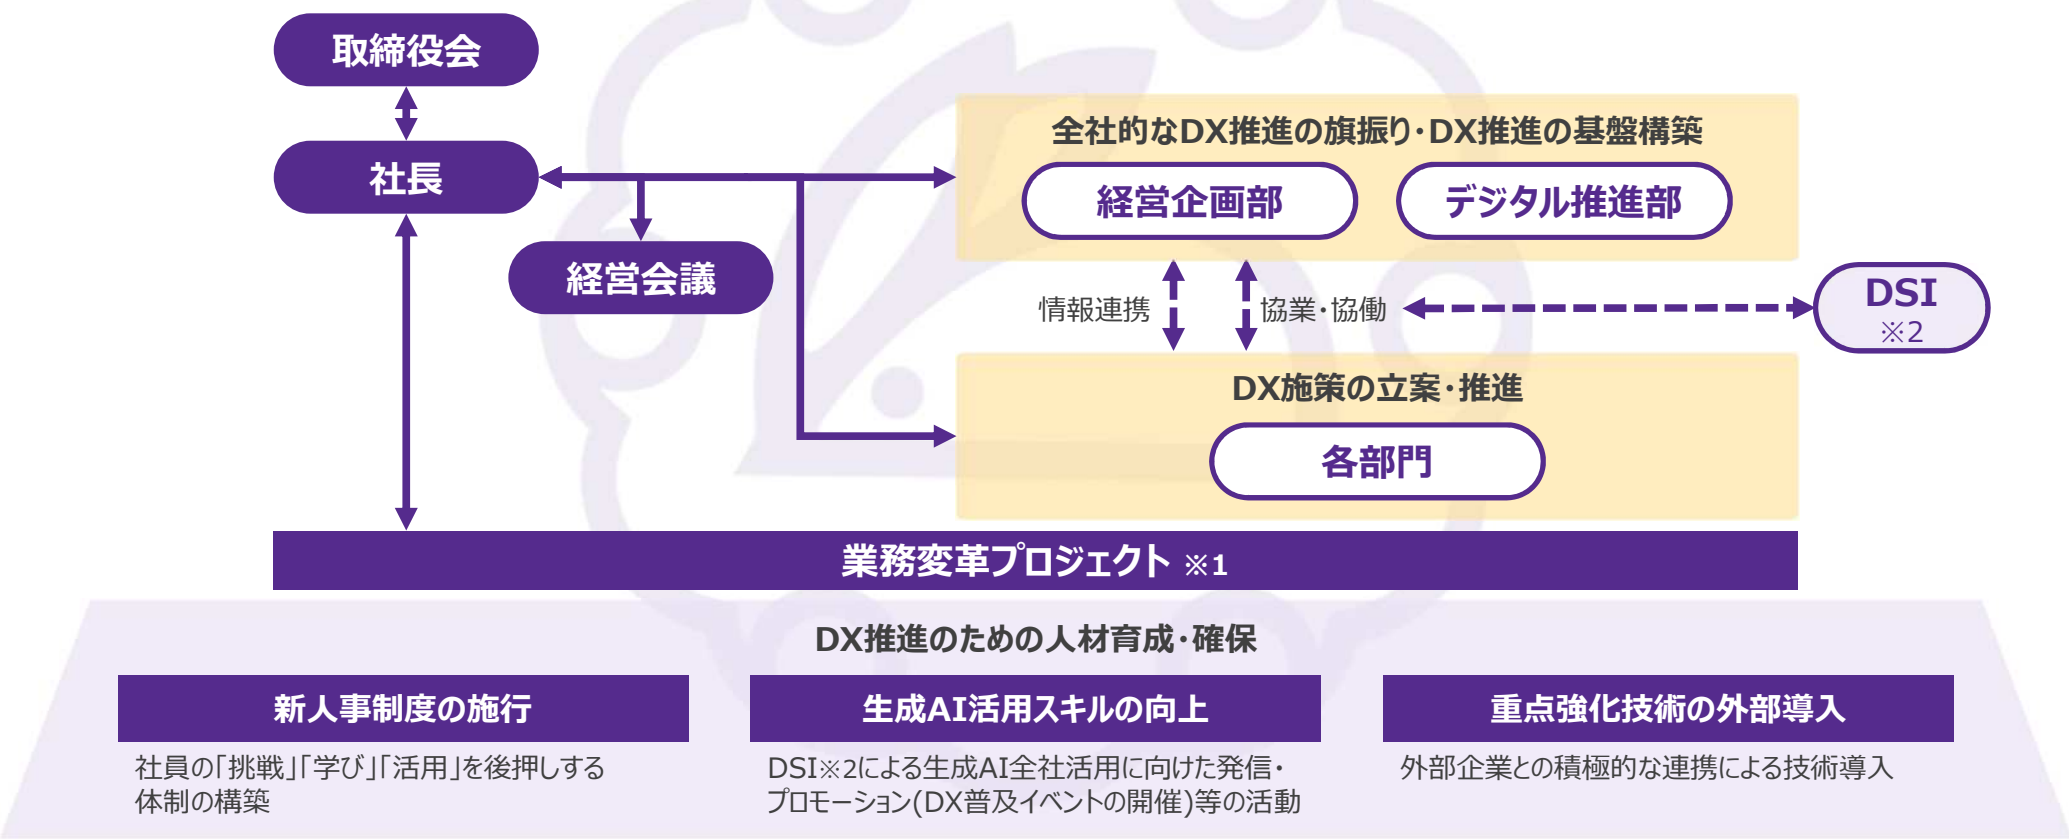 取締役会
社長
経営会議
全社的なDX推進の旗振り･DX推進の基盤構築
経営企画部
デジタル推進部
情報連携
協業･協働
DSI
※2
DX施策の立案･推進
各部門
業務変革プロジェクト ※1
DX推進のための人材育成･確保
新人事制度の施行
社員の｢挑戦｣｢学び｣｢活用｣を後押しする
体制の構築
生成AI活用スキルの向上
DSI※2による生成AI全社活用に向けた発信・
プロモーション(DX普及イベントの開催)等の活動
重点強化技術の外部導入
外部企業との積極的な連携による技術導入